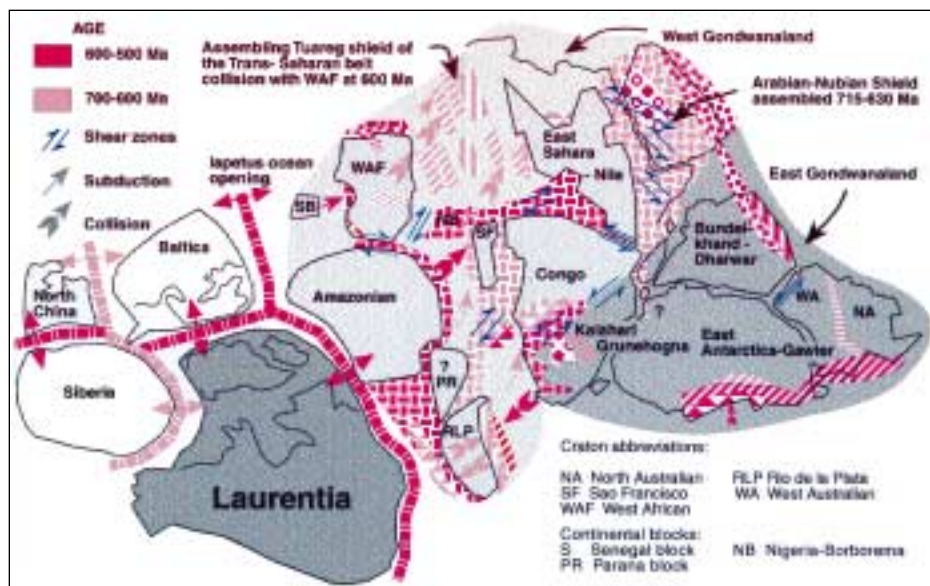 AGE
600-500 Ma
700-600 Ma
Shear zones
Subduction
Collision
Assembling Tuareg shield of
the Trans- Saharan belt
collision with WAF at 600 Ma
West Gondwanaland
Arabian-Nubian Shield
assembled 715-630 Ma
East Gondwanaland
Iapetus ocean
opening
WAF
SB
NB
SF
East
Sahara
- Nile
Bundel-
khand -
Dharwar
Baltica
North
China
Siberia
Amazonian
Congo
WA
NA
?
Kalahari
Grunehogna
East
Antarctica-Gawler
?
PR
RLP
Laurentia
Craton abbreviations:
NA North Australian
SF Sao Francisco
WAF West African
RLP Rio de la Plata
WA West Australian
Continental blocks:
S Senegal block
PR Parana block
NB Nigeria-Borborema